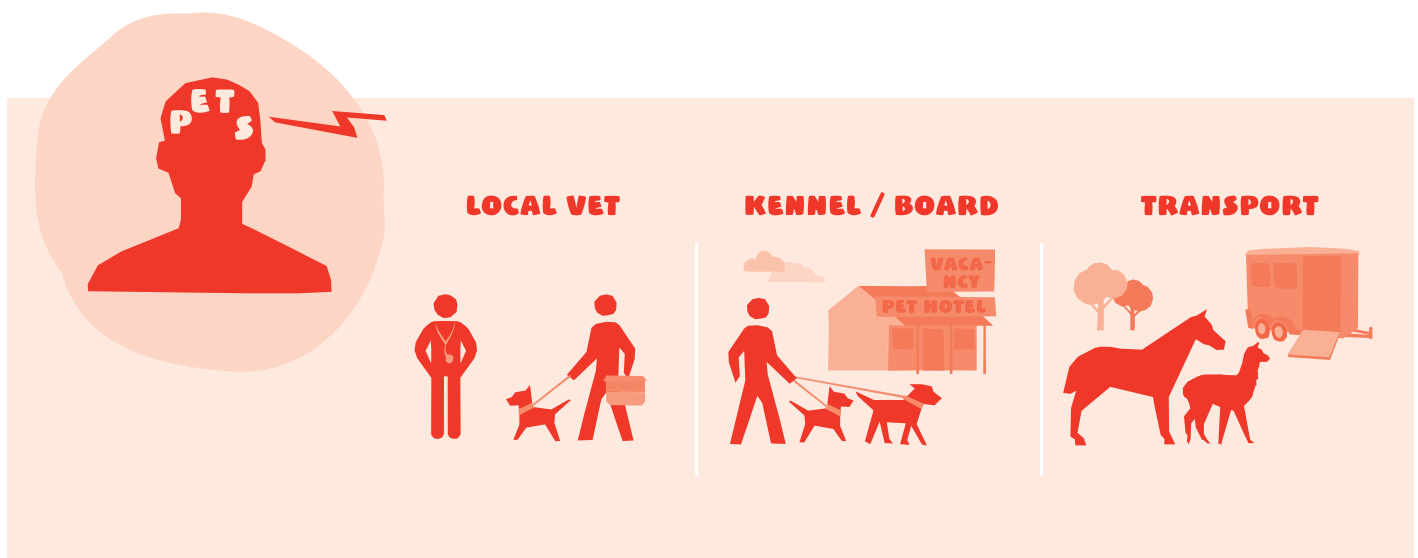 PETS
LOCAL VET
KENNEL / BOARD
TRANSPORT
VACA-
NCY
PET HOTEL